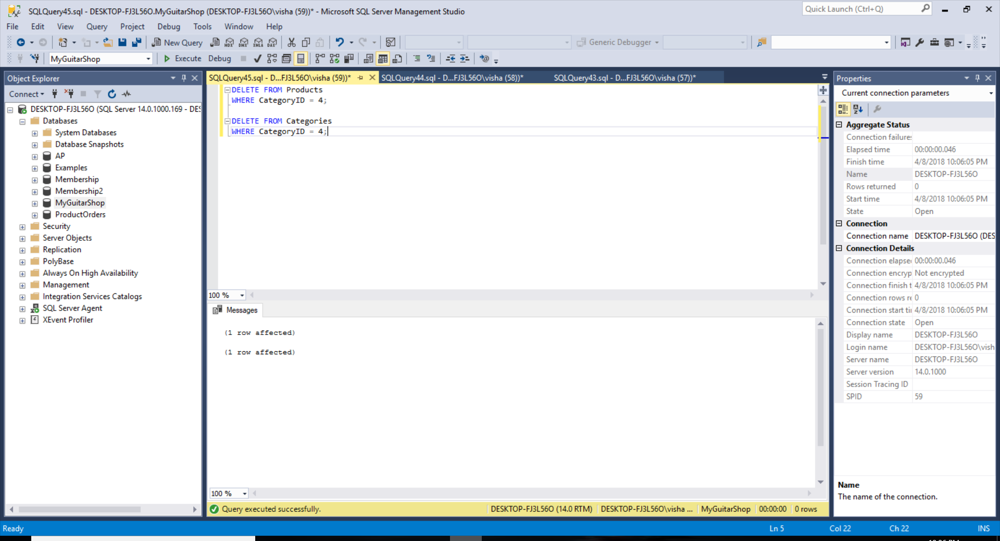 SQLQuery45.sql - DESKTOP-FJ3L56O.MyGuitarShop (DESKTOP-FJ3L56O\visha (59))* - Microsoft SQL Server Management Studio
Quick Launch (Ctrl+Q)
File Edit View Query Project Debug Tools Window Help
New Query MDX DMX XMLA DAX Generic Debugger
MyGuitarShop Execute Debug
Object Explorer
Connect
DESKTOP-FJ3L56O (SQL Server 14.0.1000.169 - DES
Databases
System Databases
Database Snapshots
AP
Examples
Membership
Membership2
MyGuitarShop
ProductOrders
Security
Server Objects
Replication
PolyBase
Always On High Availability
Management
Integration Services Catalogs
SQL Server Agent
XEvent Profiler
SQLQuery45.sql - D...FJ3L56O\visha (59))* SQLQuery44.sql - D...FJ3L56O\visha (58))* SQLQuery43.sql - D...FJ3L56O\visha (57))*
DELETE FROM Products
WHERE CategoryID = 4;
DELETE FROM Categories
WHERE CategoryID = 4;
100 %
Messages
(1 row affected)
(1 row affected)
100 %
Query executed successfully. DESKTOP-FJ3L56O (14.0 RTM) DESKTOP-FJ3L56O\visha ... MyGuitarShop 00:00:00 0 rows
Properties
Current connection parameters
Aggregate Status
Connection failures
Elapsed time 00:00:00.046
Finish time 4/8/2018 10:06:05 PM
Name DESKTOP-FJ3L56O
Rows returned 0
Start time 4/8/2018 10:06:05 PM
State Open
Connection
Connection name DESKTOP-FJ3L56O (DES
Connection Details
Connection elapse 00:00:00.046
Connection encryp Not encrypted
Connection finish t 4/8/2018 10:06:05 PM
Connection rows re 0
Connection start ti 4/8/2018 10:06:05 PM
Connection state Open
Display name DESKTOP-FJ3L56O
Login name DESKTOP-FJ3L56O\vish
Server name DESKTOP-FJ3L56O
Server version 14.0.1000
Session Tracing ID
SPID 59
Name
The name of the connection.
Ready Ln 5 Col 22 Ch 22 INS